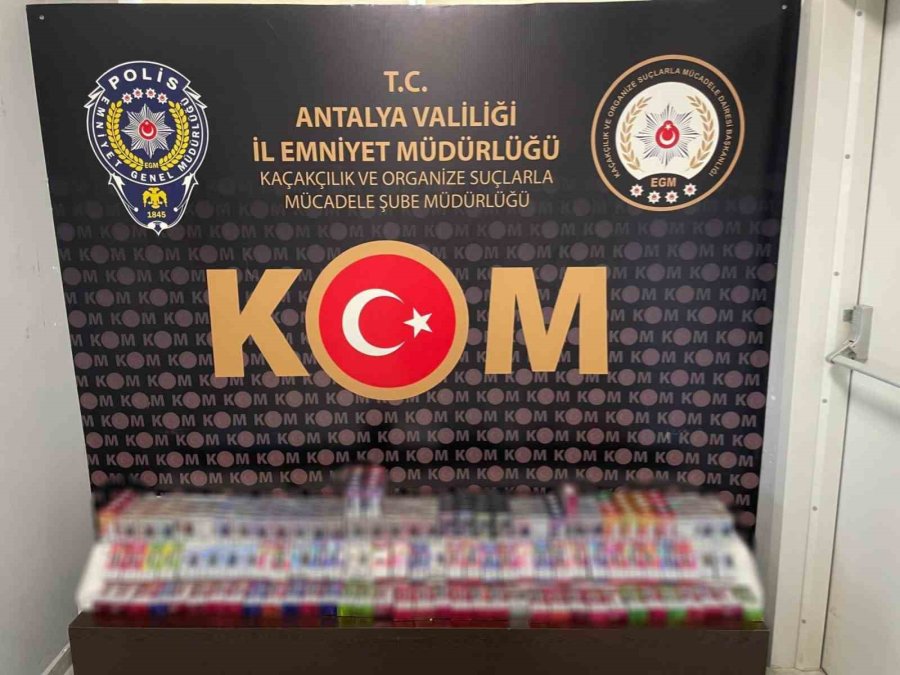 POLİS
EMNİYET GENEL MÜDÜRLÜĞÜ
EGM
1845
T.C.
ANTALYA VALİLİĞİ
İL EMNİYET MÜDÜRLÜĞÜ
KAÇAKÇILIK VE ORGANİZE SUÇLARLA
MÜCADELE ŞUBE MÜDÜRLÜĞÜ
KAÇAKÇILIK VE ORGANİZE SUÇLARLA MÜCADELE DAİRESİ BAŞKANLIĞI
EGM
KOM